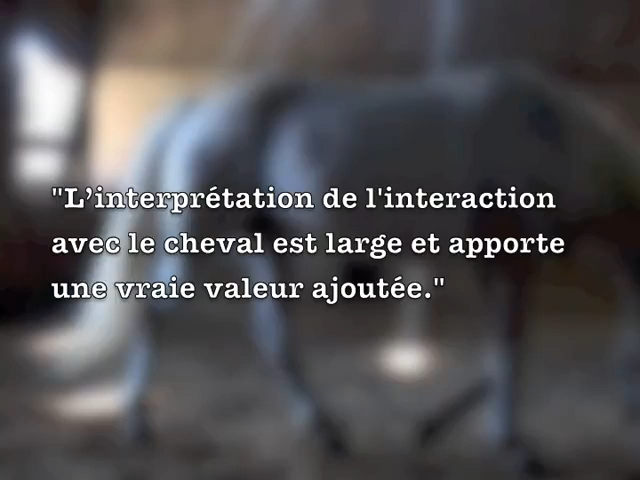 "L’interprétation de l'interaction
avec le cheval est large et apporte
une vraie valeur ajoutée."